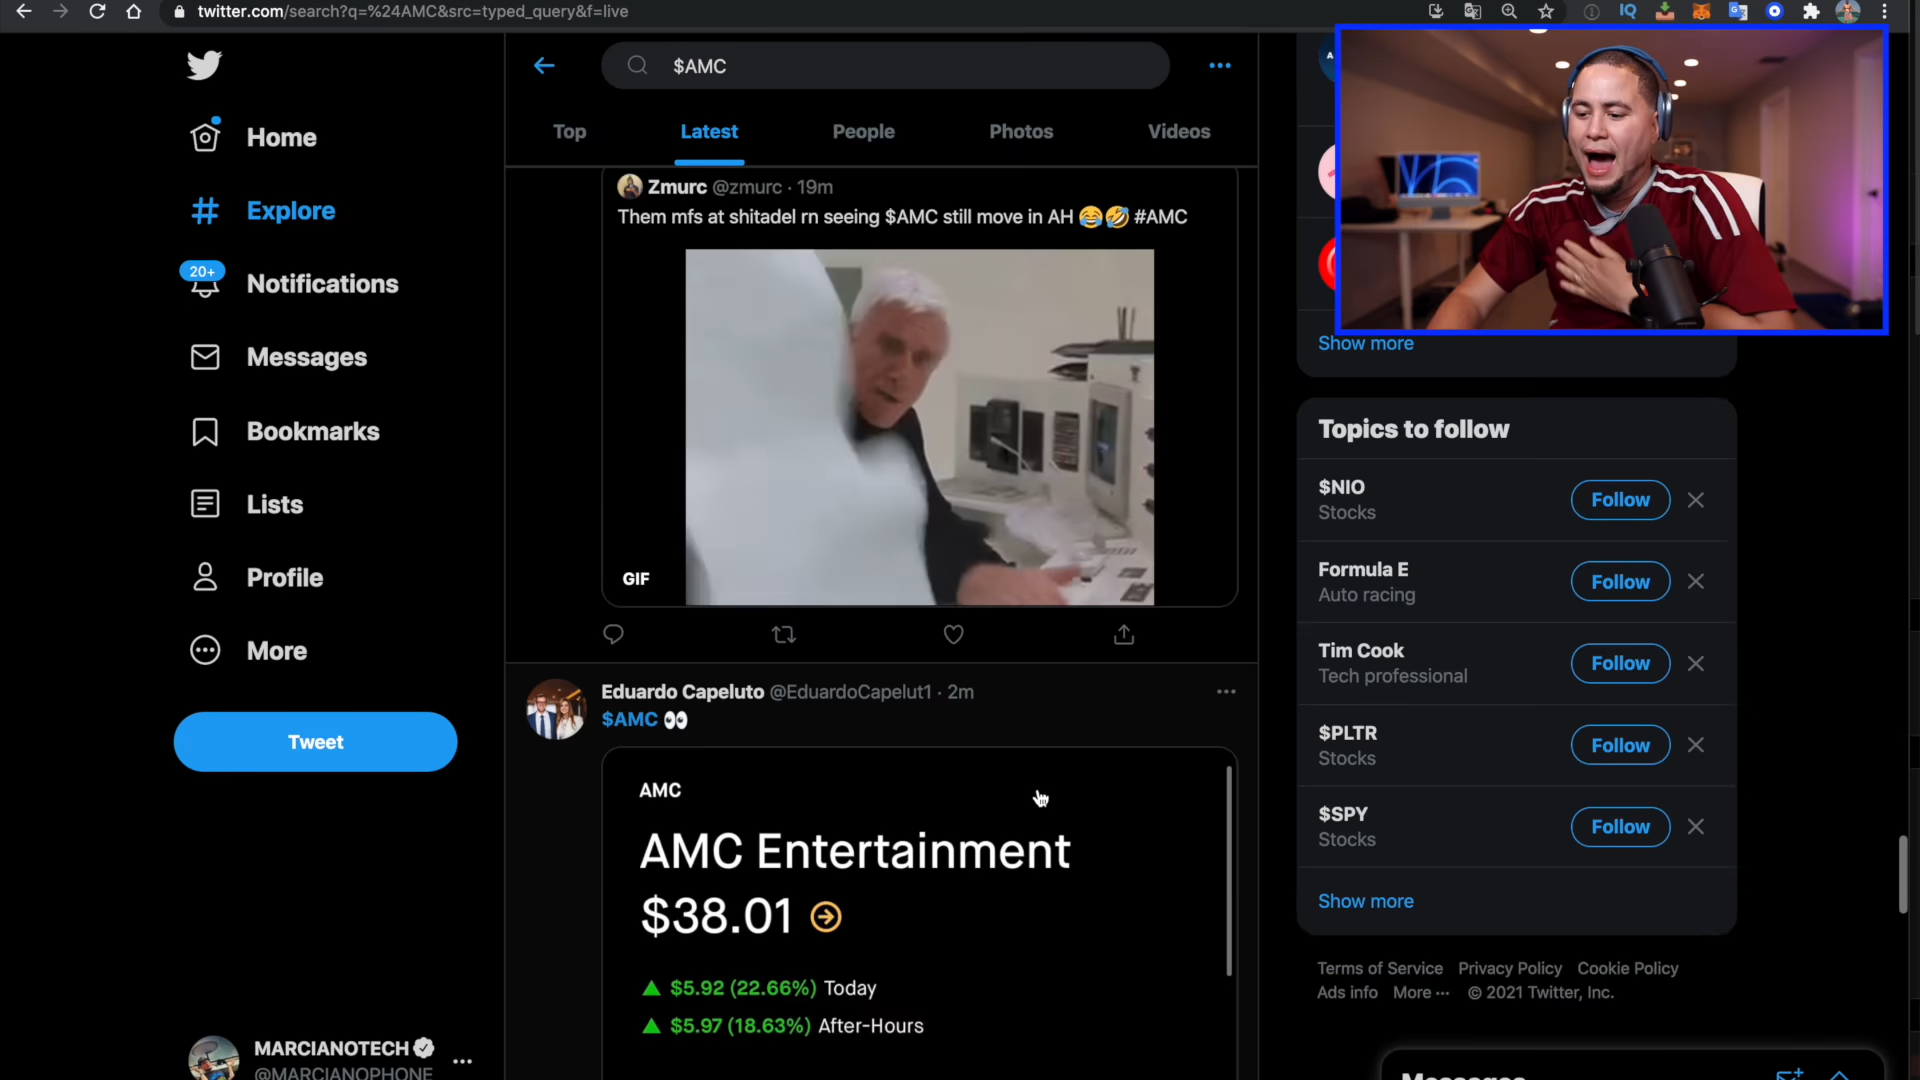 twitter.com/search?q=%24AMC&src=typed_query&f=live
$AMC
Top
Latest
People
Photos
Videos
Home
Explore
20+
Notifications
Messages
Bookmarks
Lists
Profile
More
Tweet
MARCIANOTECH
@MARCIANOPHONE
Zmurc @zmurc · 19m
Them mfs at shitadel rn seeing $AMC still move in AH 😂🤣 #AMC
GIF
Eduardo Capeluto @EduardoCapelut1 · 2m
$AMC 👀
AMC
AMC Entertainment
$38.01
▲ $5.92 (22.66%) Today
▲ $5.97 (18.63%) After-Hours
Show more
Topics to follow
$NIO
Stocks
Follow
Formula E
Auto racing
Follow
Tim Cook
Tech professional
Follow
$PLTR
Stocks
Follow
$SPY
Stocks
Follow
Show more
Terms of Service Privacy Policy Cookie Policy
Ads info More ··· © 2021 Twitter, Inc.
Messages